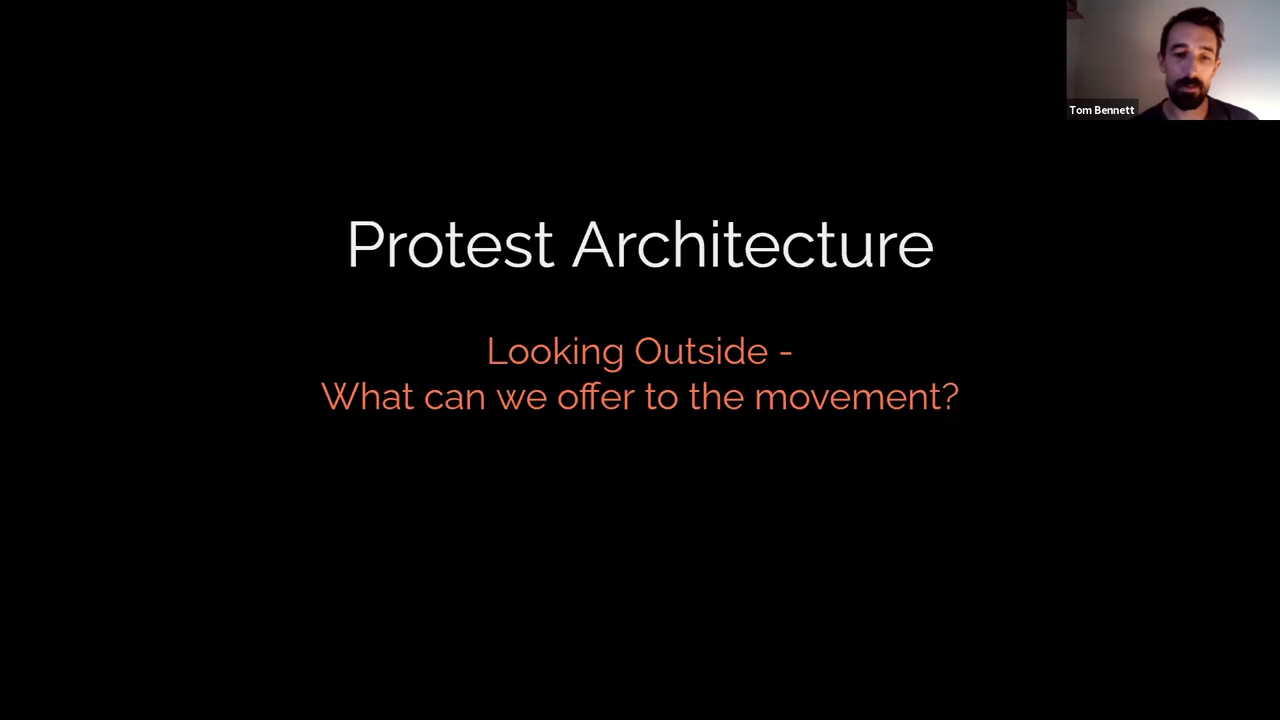 Tom Bennett
Protest Architecture
Looking Outside -
What can we offer to the movement?